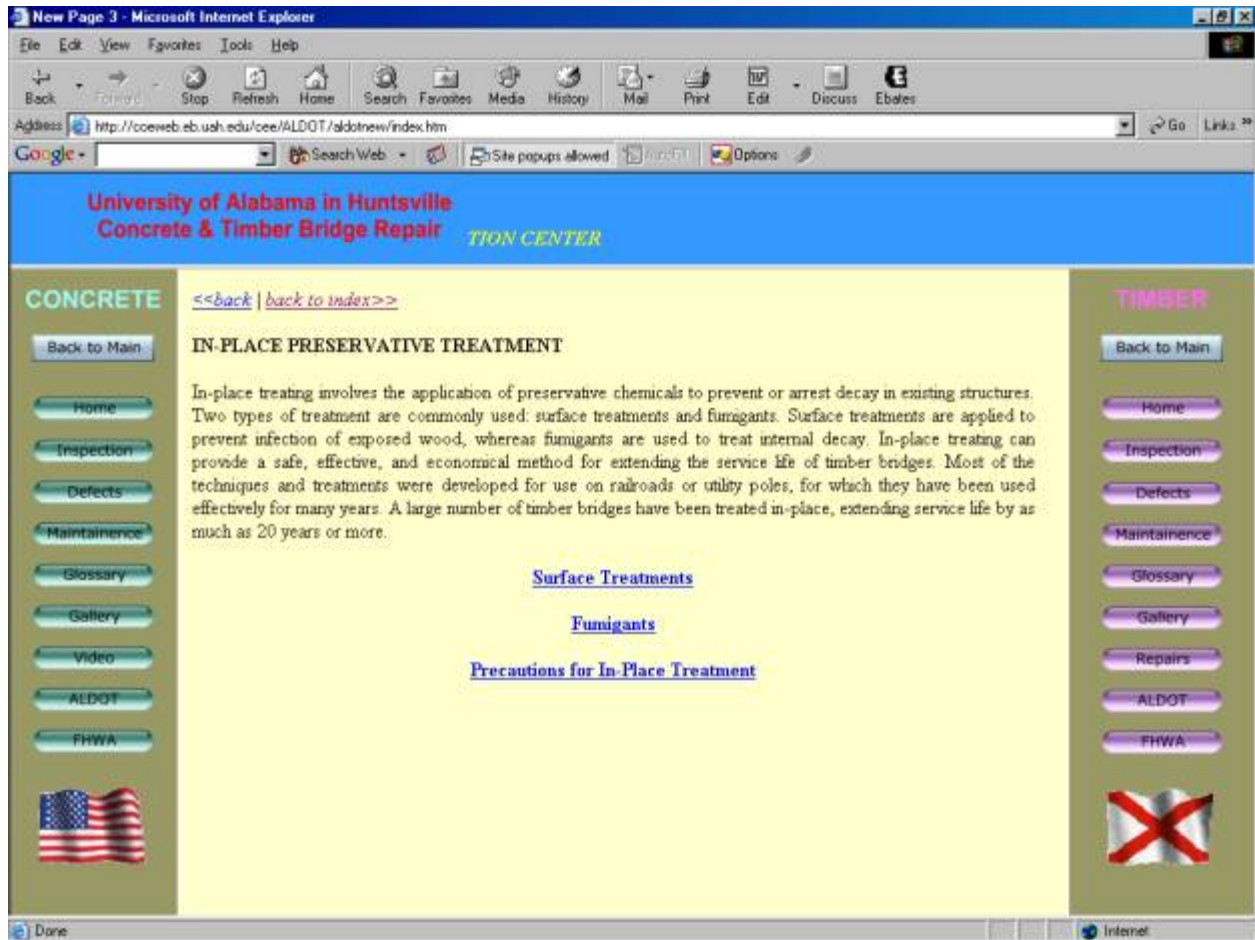 New Page 3 - Microsoft Internet Explorer
File Edit View Favorites Tools Help
Back Forward Stop Refresh Home Search Favorites Media History Mail Print Edit Discuss Ebates
Address http://coeweb.eb.uah.edu/cee/ALDOT/aldotnew/index.htm Go Links »
Google Search Web Site popups allowed AutoFill Options
University of Alabama in Huntsville
Concrete & Timber Bridge Repair TION CENTER
CONCRETE
Back to Main
Home
Inspection
Defects
Maintainence
Glossary
Gallery
Video
ALDOT
FHWA
<<back | back to index>>
IN-PLACE PRESERVATIVE TREATMENT
In-place treating involves the application of preservative chemicals to prevent or arrest decay in existing structures.
Two types of treatment are commonly used: surface treatments and fumigants. Surface treatments are applied to
prevent infection of exposed wood, whereas fumigants are used to treat internal decay. In-place treating can
provide a safe, effective, and economical method for extending the service life of timber bridges. Most of the
techniques and treatments were developed for use on railroads or utility poles, for which they have been used
effectively for many years. A large number of timber bridges have been treated in-place, extending service life by as
much as 20 years or more.
Surface Treatments
Fumigants
Precautions for In-Place Treatment
TIMBER
Back to Main
Home
Inspection
Defects
Maintainence
Glossary
Gallery
Repairs
ALDOT
FHWA
Done Internet